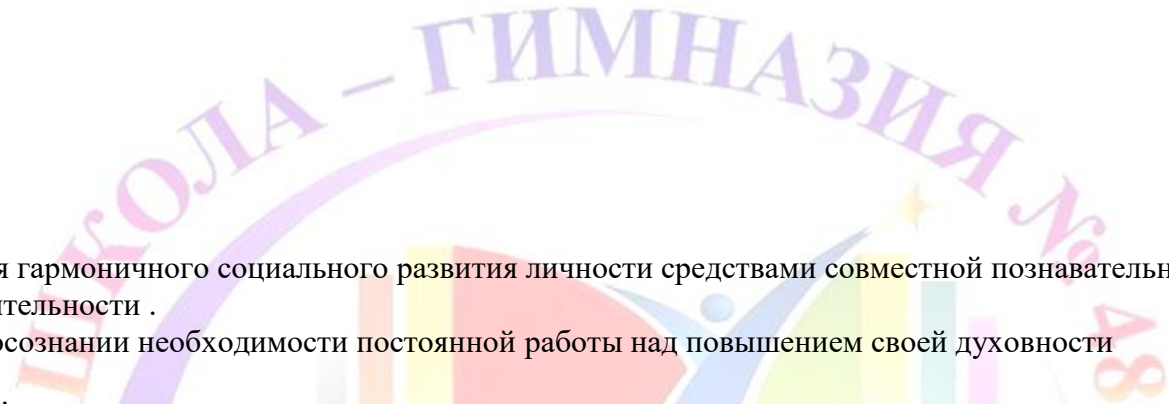 ШКОЛА – ГИМНАЗИЯ № 48
я гармоничного социального развития личности средствами совместной познавательн
тельности .
осознании необходимости постоянной работы над повышением своей духовности
.